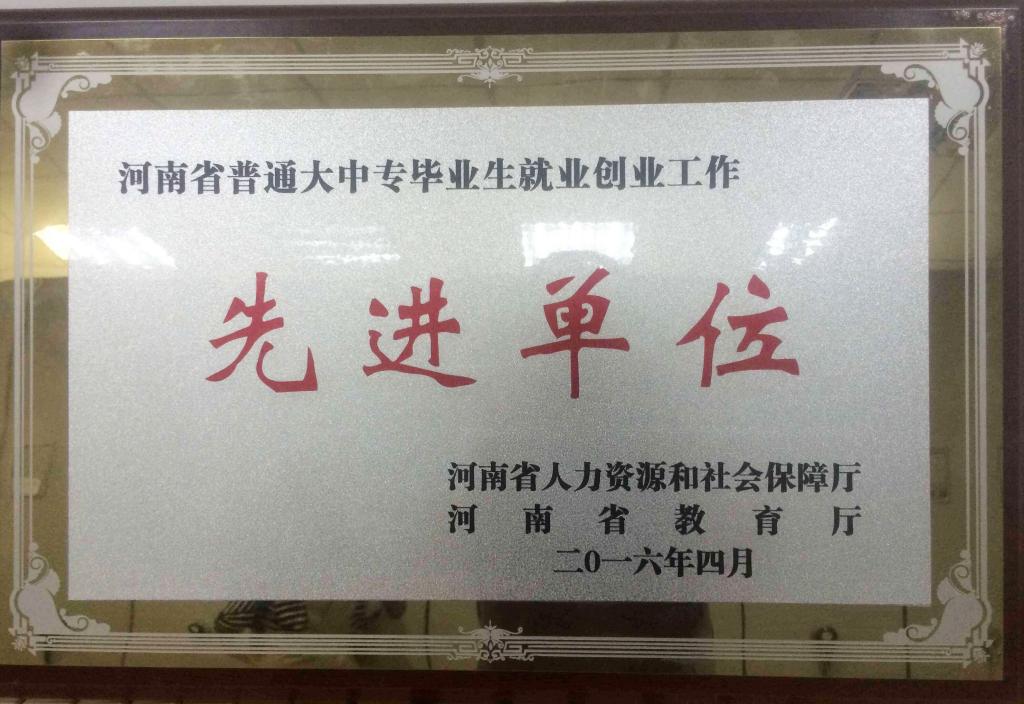 河南省普通大中专毕业生就业创业工作
先进单位
河南省人力资源和社会保障厅
河南省教育厅
二0一六年四月